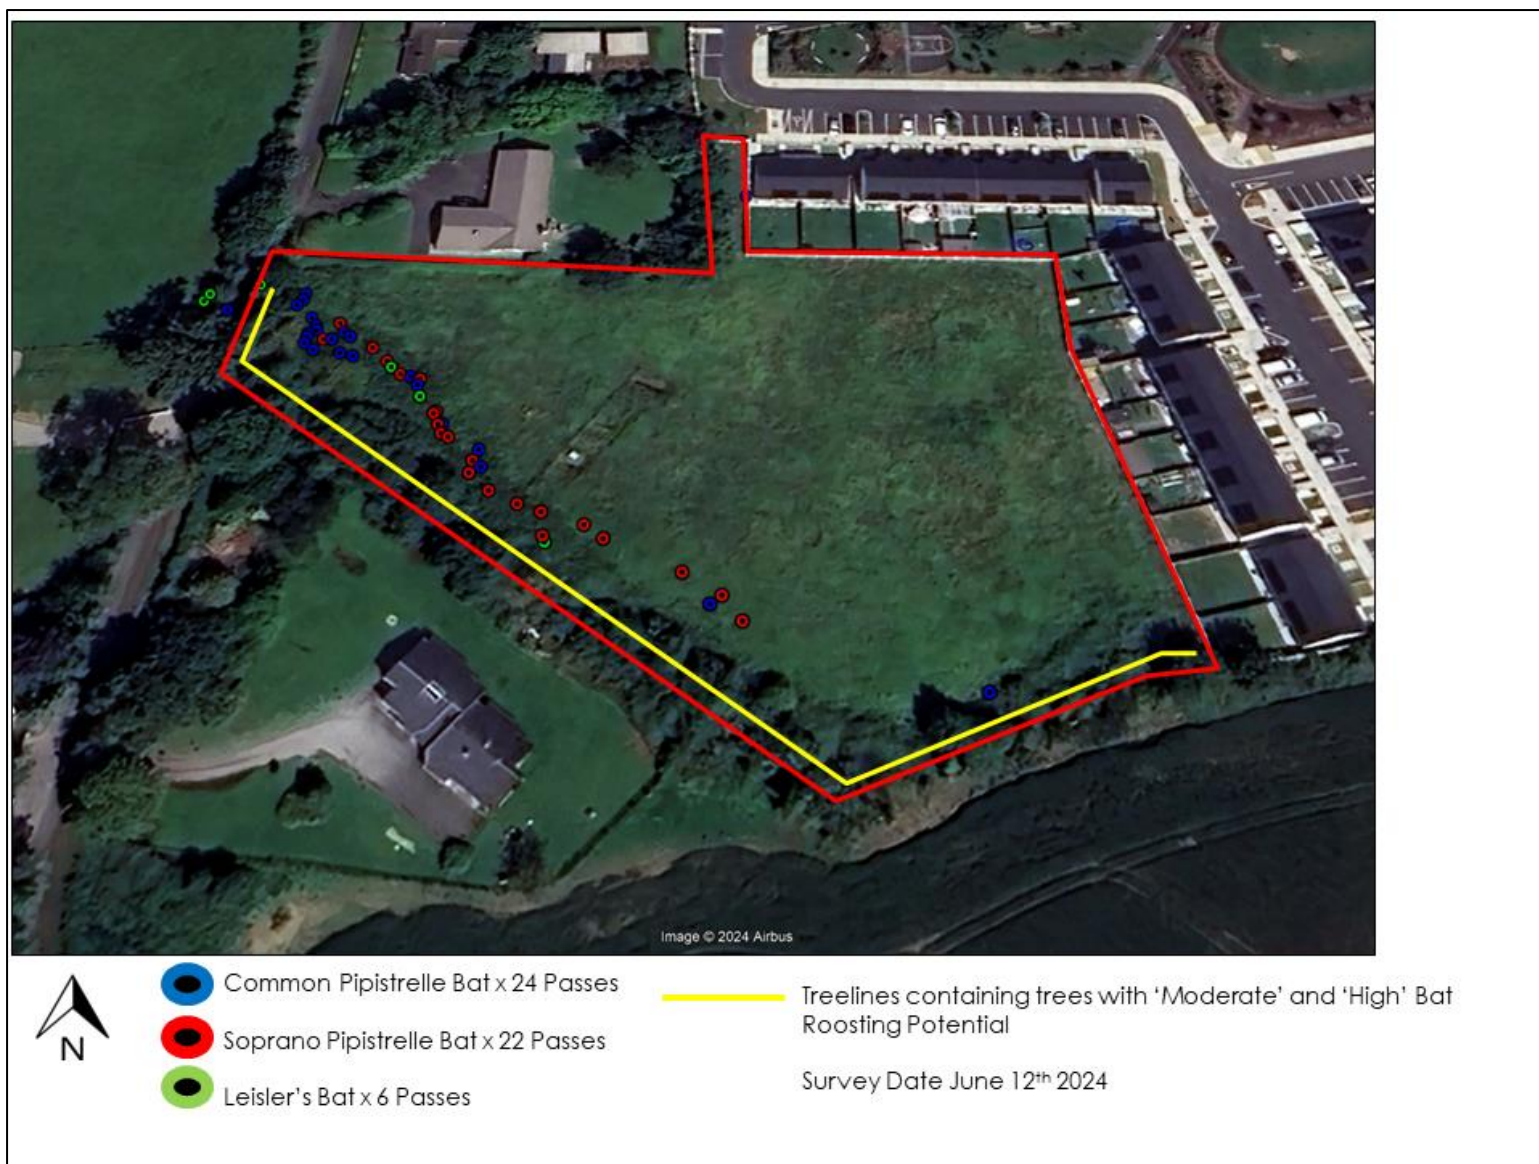 Image © 2024 Airbus
N
Common Pipistrelle Bat x 24 Passes
Soprano Pipistrelle Bat x 22 Passes
Leisler's Bat x 6 Passes
Treelines containing trees with 'Moderate' and 'High' Bat
Roosting Potential
Survey Date June 12th 2024